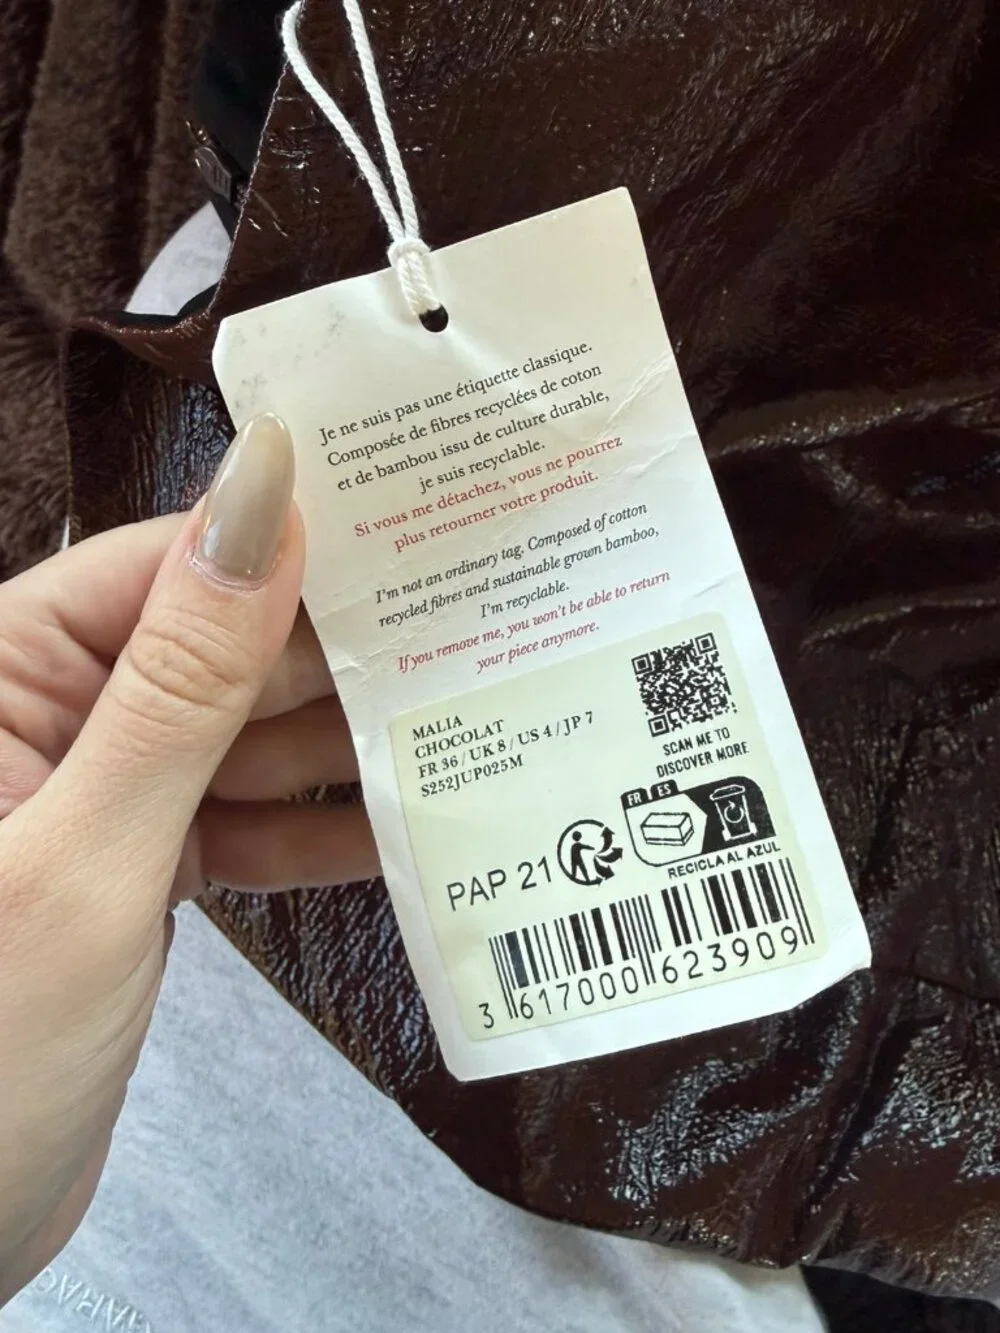 Je ne suis pas une étiquette classique.
Composée de fibres recyclées de coton
et de bambou issu de culture durable,
je suis recyclable.
Si vous me détachez, vous ne pourrez
plus retourner votre produit.
I'm not an ordinary tag. Composed of cotton
recycled fibres and sustainable grown bamboo,
I'm recyclable.
If you remove me, you won't be able to return
your piece anymore.
MALIA
CHOCOLAT
FR 36 / UK 8 / US 4 / JP 7
S252JUP025M
SCAN ME TO
DISCOVER MORE
FR ES
PAP 21
RECICLA AL AZUL
3 617000 623909